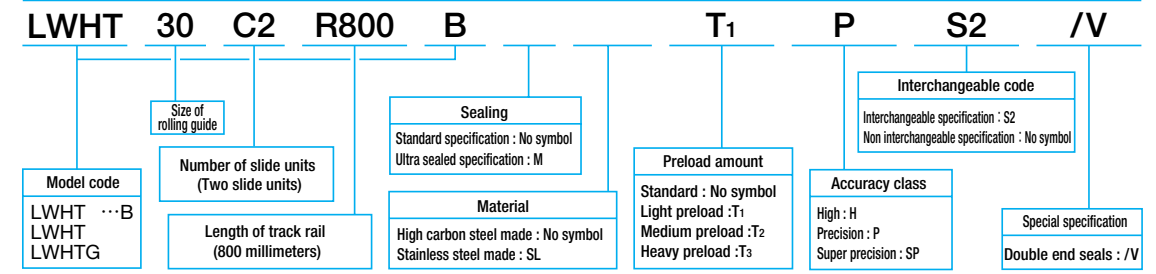 LWHT 30 C2 R800 B T1 P S2 /V
Size of
rolling guide
Model code
LWHT …B
LWHT
LWHTG
Number of slide units
(Two slide units)
Length of track rail
(800 millimeters)
Sealing
Standard specification : No symbol
Ultra sealed specification : M
Material
High carbon steel made : No symbol
Stainless steel made : SL
Preload amount
Standard : No symbol
Light preload :T1
Medium preload :T2
Heavy preload :T3
Interchangeable code
Interchangeable specification : S2
Non interchangeable specification : No symbol
Accuracy class
High : H
Precision : P
Super precision : SP
Special specification
Double end seals : /V